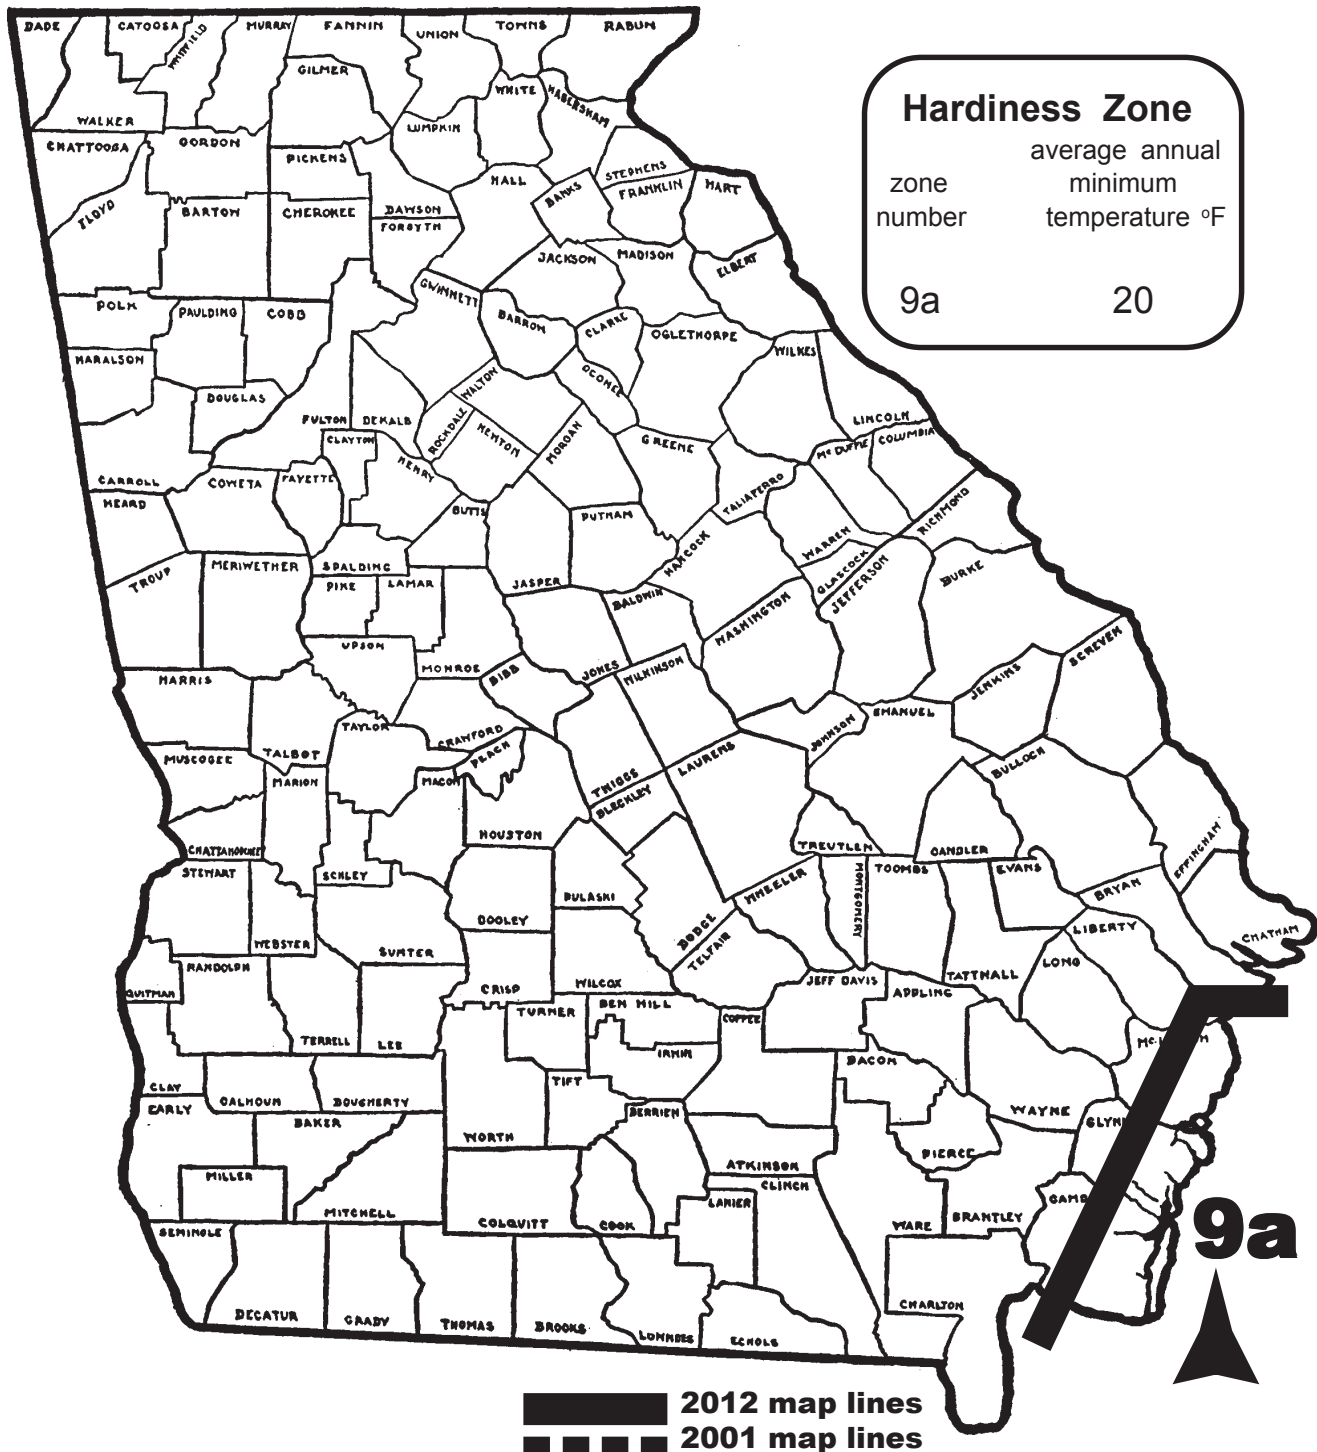 DADE
CATOOSA
WHITFIELD
MURRAY
FANNIN
UNION
TOWNS
RABUN
GILMER
WHITE
HABERSHAM
WALKER
LUMPKIN
CHATTOOGA
GORDON
PICKENS
HALL
BANKS
STEPHENS
FRANKLIN
HART
FLOYD
BARTOW
CHEROKEE
DAWSON
FORSYTH
JACKSON
MADISON
ELBERT
Hardiness Zone
average annual
zone minimum
number temperature °F
9a 20
POLK
PAULDING
COBB
GWINNETT
BARROW
CLARKE
OGLETHORPE
WILKES
HARALSON
DOUGLAS
WALTON
OCONEE
LINCOLN
FULTON
DEKALB
ROCKDALE
NEWTON
MORGAN
GREENE
McDUFFIE
COLUMBIA
CLAYTON
CARROLL
COWETA
FAYETTE
HENRY
TALIAFERRO
HEARD
BUTTS
PUTNAM
HANCOCK
WARREN
RICHMOND
TROUP
MERIWETHER
SPALDING
PIKE
LAMAR
JASPER
BALDWIN
GLASCOCK
JEFFERSON
BURKE
WASHINGTON
UPSON
MONROE
BIBB
JONES
WILKINSON
SCREVEN
JENKINS
HARRIS
TALBOT
TAYLOR
CRAWFORD
PEACH
JOHNSON
EMANUEL
MUSCOGEE
MARION
MACON
TWIGGS
BLECKLEY
LAURENS
BULLOCH
CHATTAHOOCHEE
HOUSTON
TREUTLEN
CANDLER
EFFINGHAM
STEWART
SCHLEY
PULASKI
WHEELER
MONTGOMERY
TOOMBS
EVANS
BRYAN
WEBSTER
SUMTER
DOOLEY
DODGE
TELFAIR
LIBERTY
CHATHAM
QUITMAN
RANDOLPH
CRISP
WILCOX
JEFF DAVIS
APPLING
TATTNALL
LONG
TERRELL
LEE
TURNER
BEN HILL
COFFEE
IRWIN
BACON
CLAY
CALHOUN
DOUGHERTY
TIFT
EARLY
BAKER
WORTH
BERRIEN
WAYNE
GLYN
MILLER
ATKINSON
PIERCE
MITCHELL
COLQUITT
COOK
LANIER
CLINCH
WARE
BRANTLEY
CAMD
9a
SEMINOLE
DECATUR
GRADY
THOMAS
BROOKS
LOWNDES
ECHOLS
CHARLTON
2012 map lines
2001 map lines